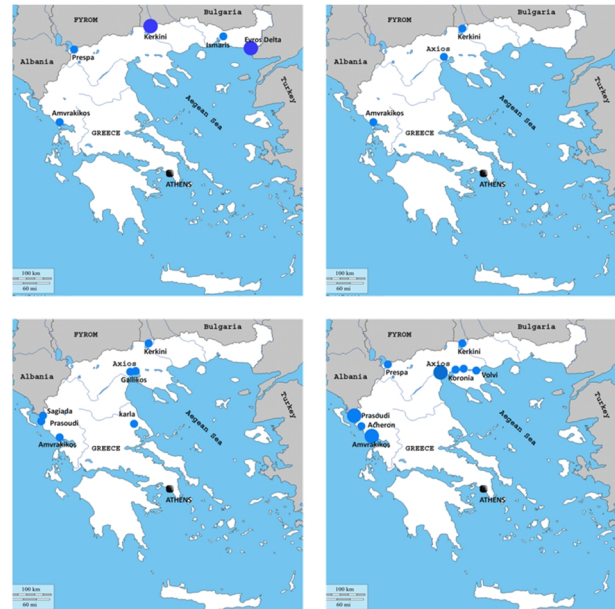 FYROM
Bulgaria
Kerkini
Ismaris
Evros Delta
Prespa
Albania
Turkey
Aegean Sea
Amvrakikos
GREECE
ATHENS
100 km
60 mi
FYROM
Bulgaria
Kerkini
Axios
Albania
Turkey
Aegean Sea
Amvrakikos
GREECE
ATHENS
100 km
60 mi
FYROM
Bulgaria
Kerkini
Axios
Gallikos
Albania
Turkey
Sagiada
Prasoudi
karla
Aegean Sea
Amvrakikos
GREECE
ATHENS
100 km
60 mi
FYROM
Bulgaria
Kerkini
Prespa
Axios
Koronia
Volvi
Albania
Turkey
Prasoudi
Acheron
Aegean Sea
Amvrakikos
GREECE
ATHENS
100 km
60 mi